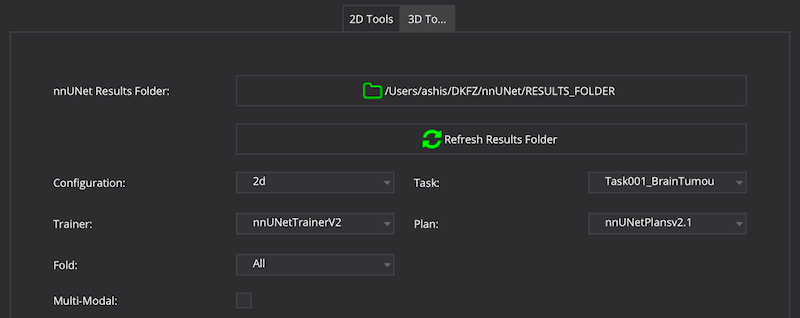 2D Tools 3D To...
nnUNet Results Folder: /Users/ashis/DKFZ/nnUNet/RESULTS_FOLDER
Refresh Results Folder
Configuration: 2d Task: Task001_BrainTumou
Trainer: nnUNetTrainerV2 Plan: nnUNetPlansv2.1
Fold: All
Multi-Modal: